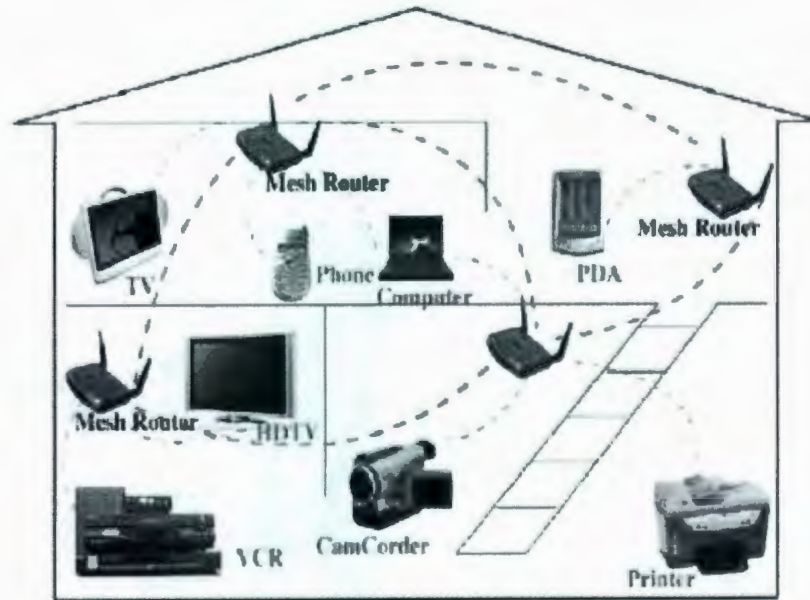 Mesh Router
Mesh Router
TV
Phone
Computer
PDA
Mesh Router
HDTV
VCR
CamCorder
Printer